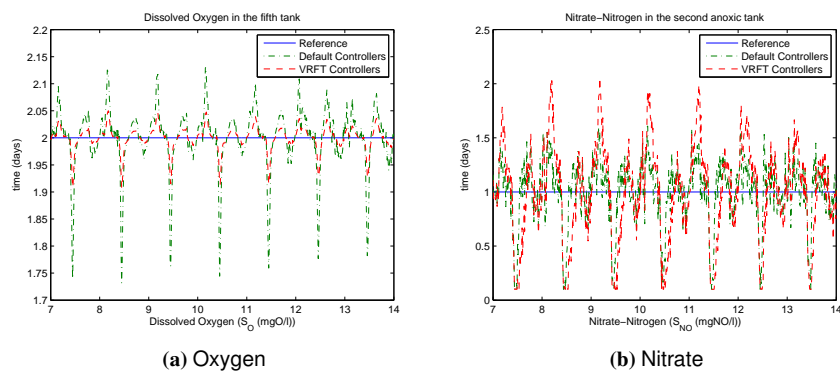 Dissolved Oxygen in the fifth tank
2.2
2.15
2.1
2.05
2
1.95
1.9
1.85
1.8
1.75
1.7
time (days)
Reference
Default Controllers
VRFT Controllers
7 8 9 10 11 12 13 14
Dissolved Oxygen (S_O (mgO/l))
(a) Oxygen
Nitrate−Nitrogen in the second anoxic tank
2.5
2
1.5
1
0.5
0
time (days)
Reference
Default Controllers
VRFT Controllers
7 8 9 10 11 12 13 14
Nitrate−Nitrogen (S_NO (mgNO/l))
(b) Nitrate